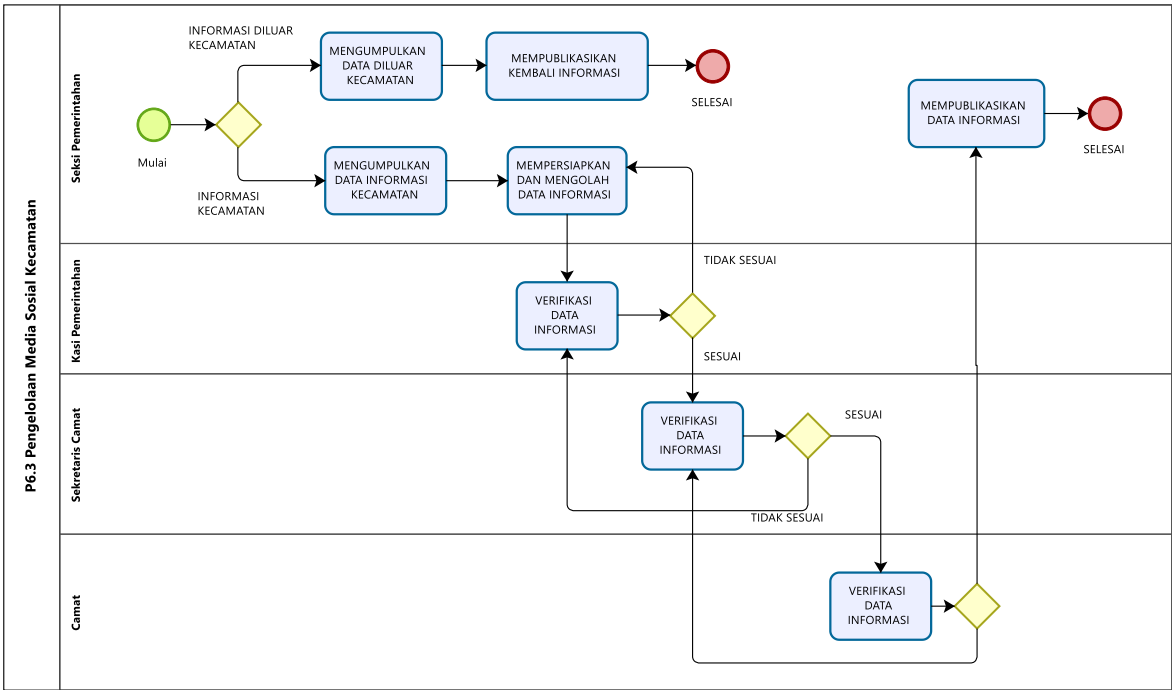 P6.3 Pengelolaan Media Sosial Kecamatan
Seksi Pemerintahan
Mulai
INFORMASI DILUAR
KECAMATAN
MENGUMPULKAN
DATA DILUAR
KECAMATAN
MEMPUBLIKASIKAN
KEMBALI INFORMASI
SELESAI
INFORMASI
KECAMATAN
MENGUMPULKAN
DATA INFORMASI
KECAMATAN
MEMPERSIAPKAN
DAN MENGOLAH
DATA INFORMASI
MEMPUBLIKASIKAN
DATA INFORMASI
SELESAI
Kasi Pemerintahan
VERIFIKASI
DATA
INFORMASI
TIDAK SESUAI
SESUAI
Sekretaris Camat
VERIFIKASI
DATA
INFORMASI
SESUAI
TIDAK SESUAI
Camat
VERIFIKASI
DATA
INFORMASI